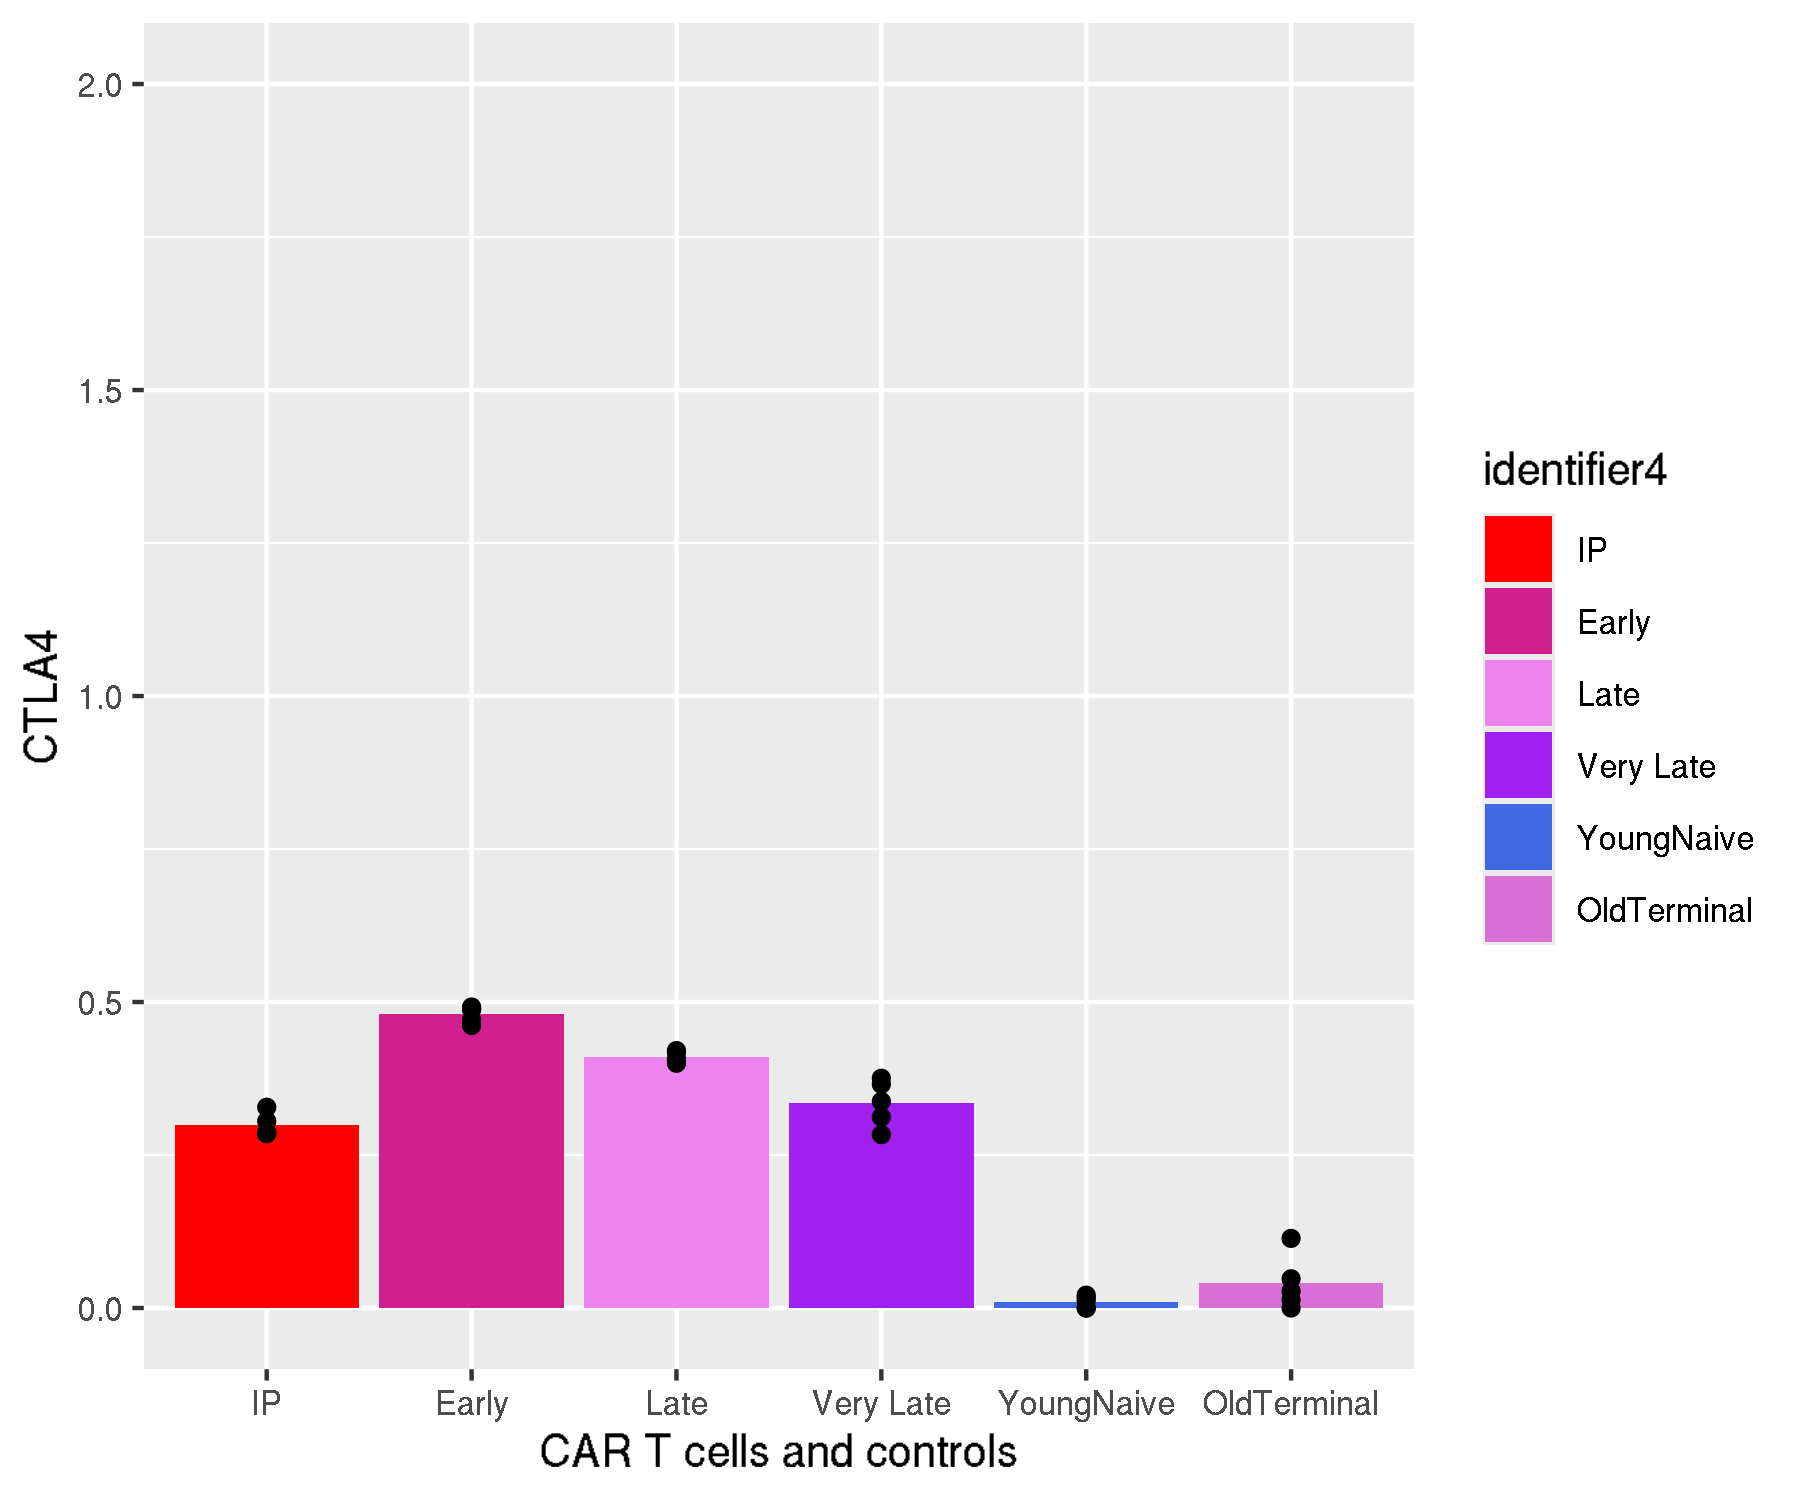 CTLA4
2.0
1.5
1.0
0.5
0.0
IP Early Late Very Late YoungNaive OldTerminal
CAR T cells and controls
identifier4
IP
Early
Late
Very Late
YoungNaive
OldTerminal